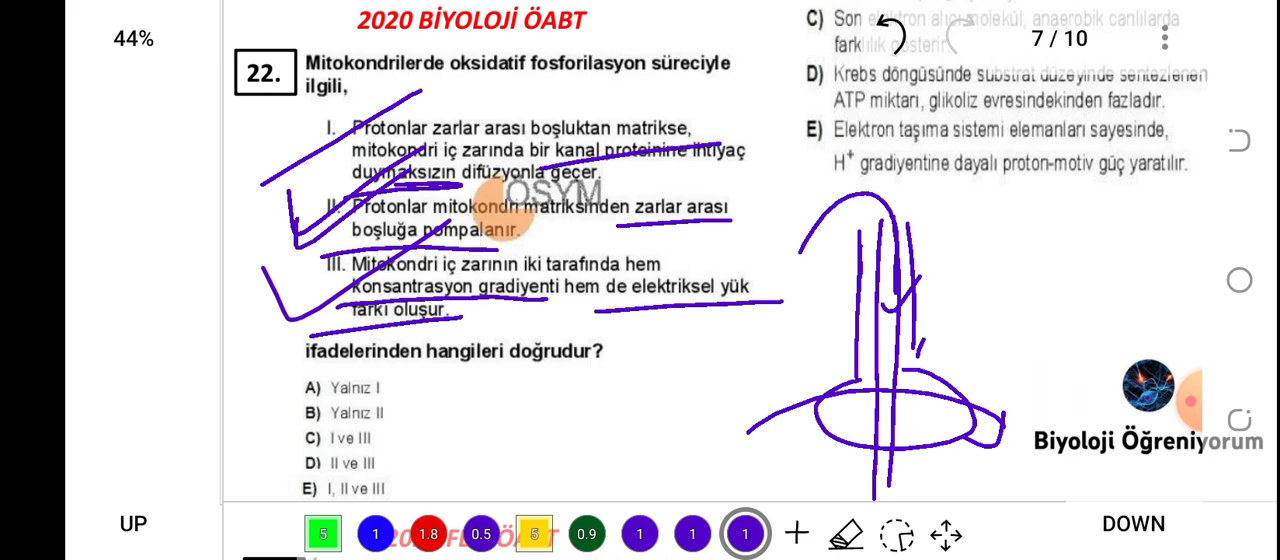 44%
2020 BİYOLOJİ ÖABT
22.
Mitokondrilerde oksidatif fosforilasyon süreciyle
ilgili,
I. Protonlar zarlar arası boşluktan matrikse,
mitokondri iç zarında bir kanal proteinine ihtiyaç
duymaksızın difüzyonla geçer.
ÖSYM
II. Protonlar mitokondri matriksinden zarlar arası
boşluğa pompalanır.
III. Mitokondri iç zarının iki tarafında hem
konsantrasyon gradiyenti hem de elektriksel yük
farkı oluşur.
ifadelerinden hangileri doğrudur?
A) Yalnız I
B) Yalnız II
C) I ve III
D) II ve III
E) I, II ve III
C) Son elektron alıcı molekül, anaerobik canlılarda
farklılık gösterir.
7 / 10
D) Krebs döngüsünde substrat düzeyinde sentezlenen
ATP miktarı, glikoliz evresindekinden fazladır.
E) Elektron taşıma sistemi elemanları sayesinde,
H+ gradiyentine dayalı proton-motiv güç yaratılır.
Biyoloji Öğreniyorum
UP
5 1 1.8 0.5 5 0.9 1 1 1
DOWN